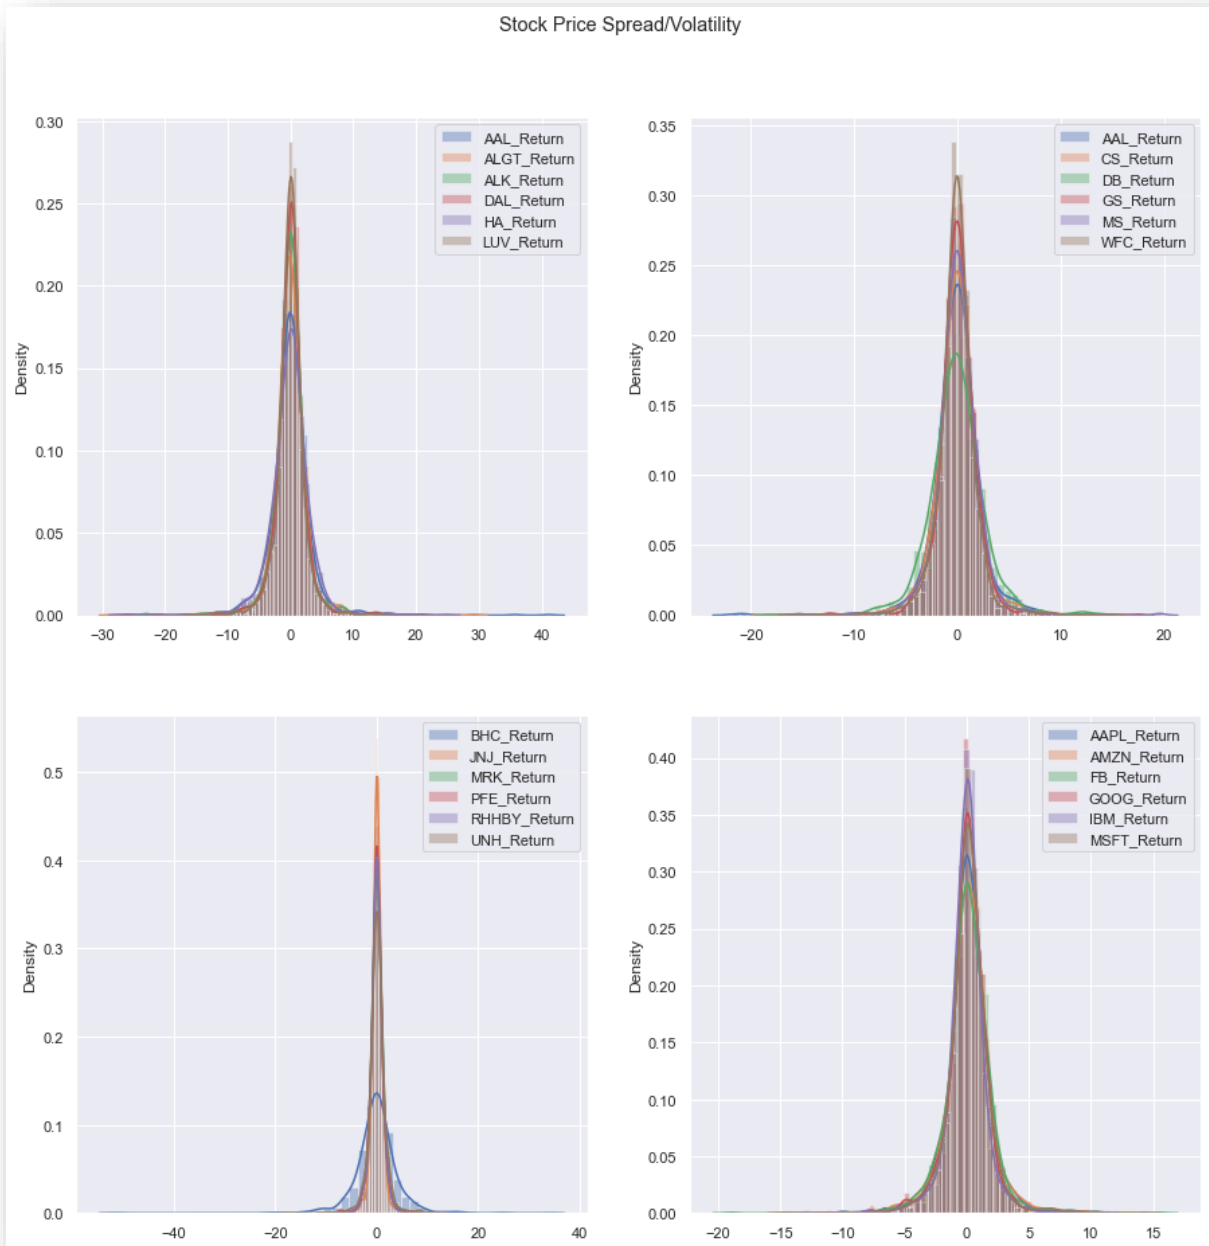 Stock Price Spread/Volatility
0.30
0.25
0.20
0.15
0.10
0.05
0.00
Density
−30 −20 −10 0 10 20 30 40
AAL_Return
ALGT_Return
ALK_Return
DAL_Return
HA_Return
LUV_Return
0.35
0.30
0.25
0.20
0.15
0.10
0.05
0.00
Density
−20 −10 0 10 20
AAL_Return
CS_Return
DB_Return
GS_Return
MS_Return
WFC_Return
0.5
0.4
0.3
0.2
0.1
0.0
Density
−40 −20 0 20 40
BHC_Return
JNJ_Return
MRK_Return
PFE_Return
RHHBY_Return
UNH_Return
0.40
0.35
0.30
0.25
0.20
0.15
0.10
0.05
0.00
Density
−20 −15 −10 −5 0 5 10 15
AAPL_Return
AMZN_Return
FB_Return
GOOG_Return
IBM_Return
MSFT_Return